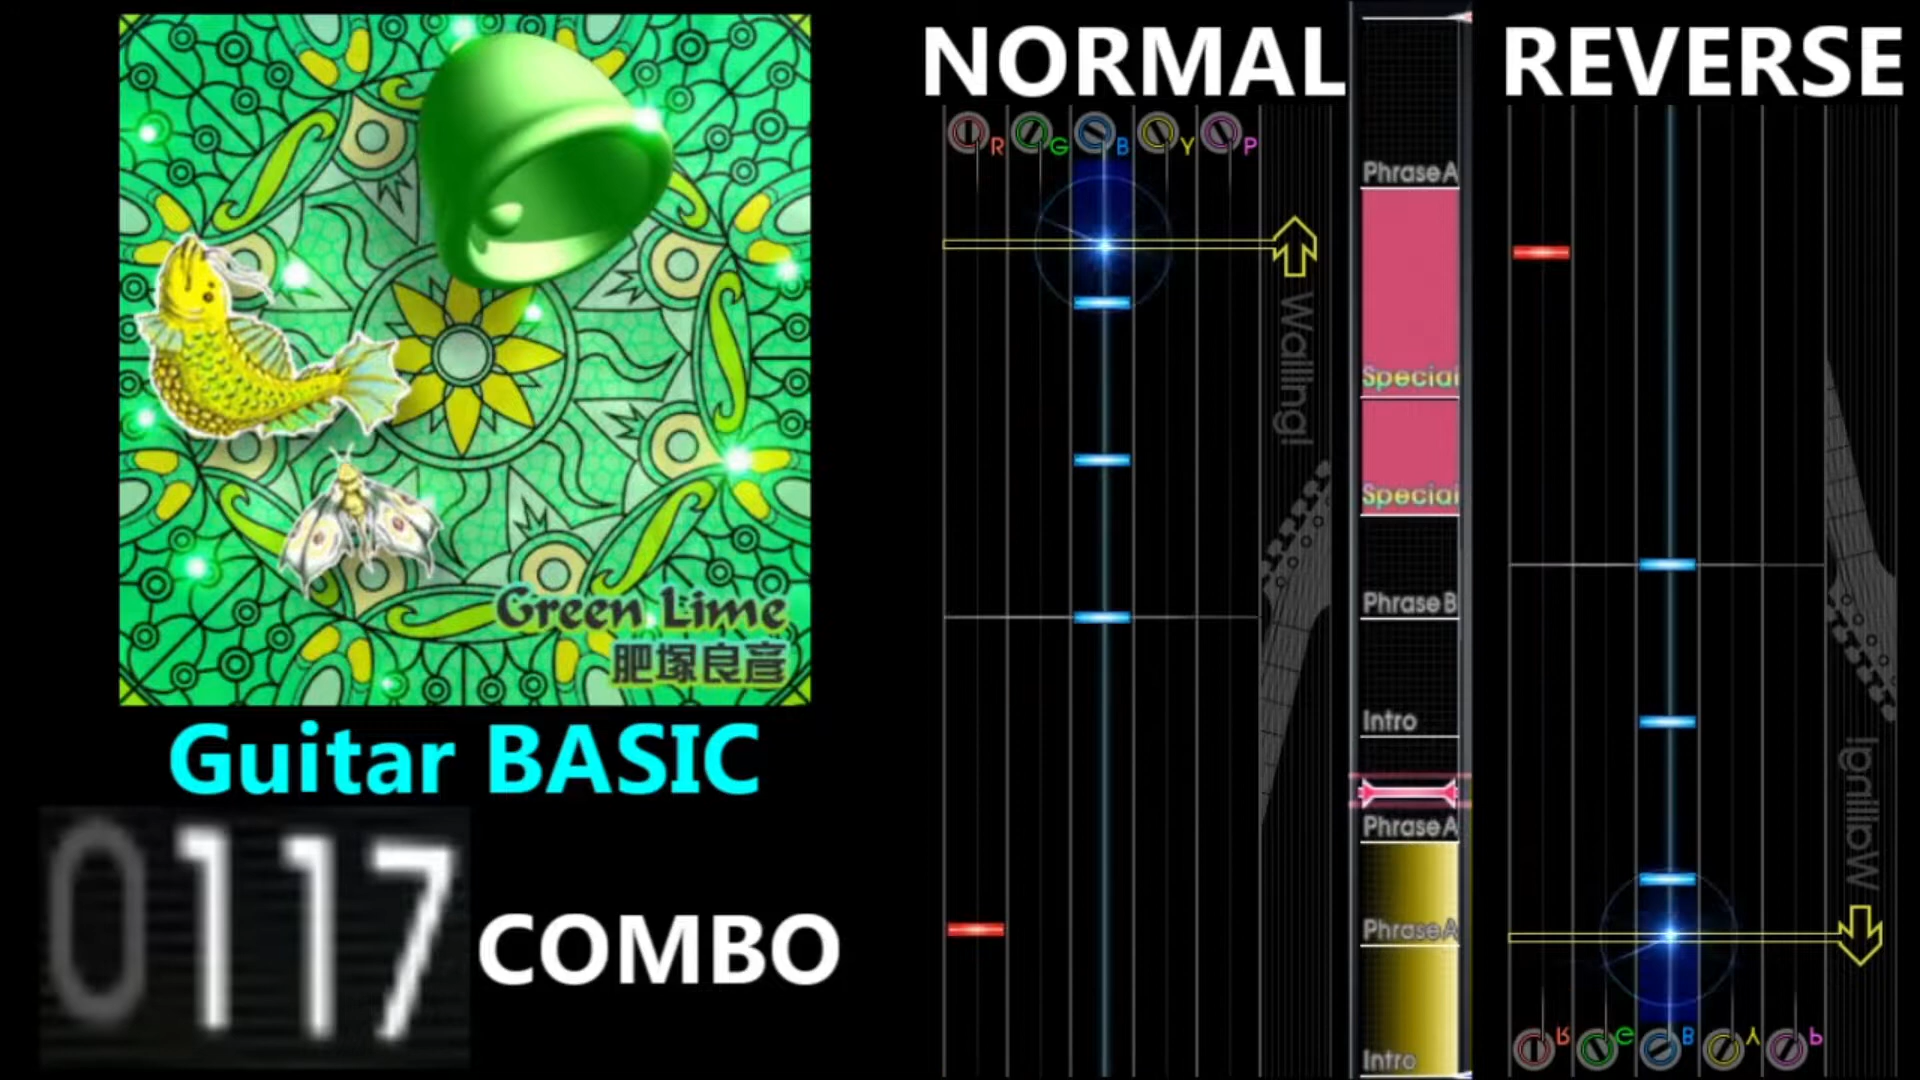 Green Lime
肥塚良彦
Guitar BASIC
0117 COMBO
NORMAL
R G B Y P
Wailing!
Phrase A
Special
Special
Phrase B
Intro
Phrase A
Phrase A
Intro
REVERSE
Wailing!
R G B Y P